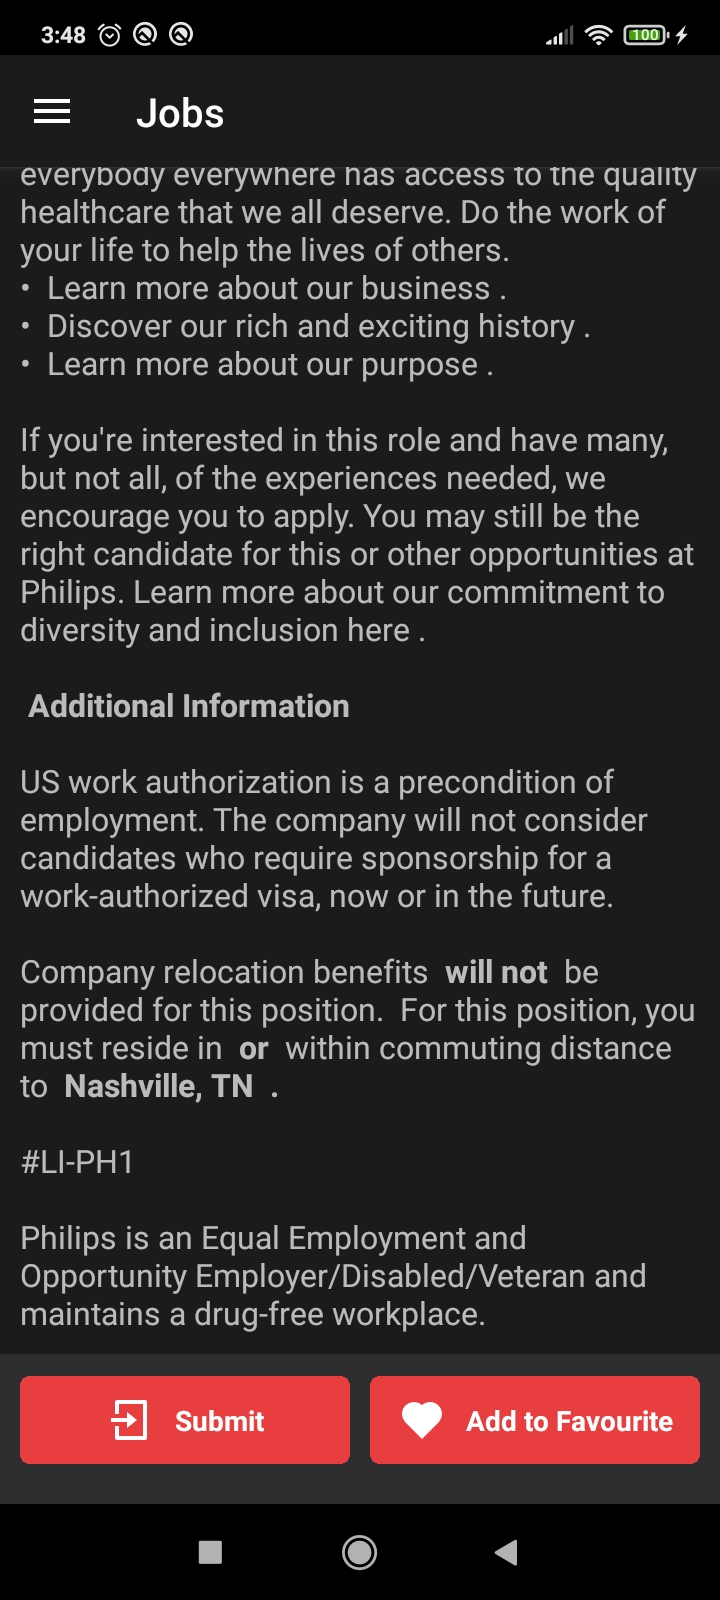 3:48
100
Jobs
everybody everywhere has access to the quality
healthcare that we all deserve. Do the work of
your life to help the lives of others.
• Learn more about our business .
• Discover our rich and exciting history .
• Learn more about our purpose .
If you're interested in this role and have many,
but not all, of the experiences needed, we
encourage you to apply. You may still be the
right candidate for this or other opportunities at
Philips. Learn more about our commitment to
diversity and inclusion here .
Additional Information
US work authorization is a precondition of
employment. The company will not consider
candidates who require sponsorship for a
work-authorized visa, now or in the future.
Company relocation benefits will not be
provided for this position. For this position, you
must reside in or within commuting distance
to Nashville, TN .
#LI-PH1
Philips is an Equal Employment and
Opportunity Employer/Disabled/Veteran and
maintains a drug-free workplace.
Submit
Add to Favourite